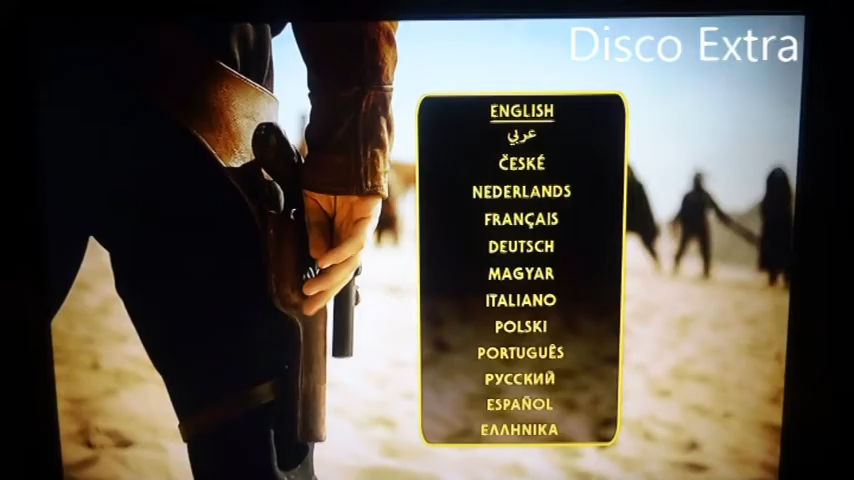 Disco Extra
ENGLISH
عربي
ČESKÉ
NEDERLANDS
FRANÇAIS
DEUTSCH
MAGYAR
ITALIANO
POLSKI
PORTUGUÊS
РУССКИЙ
ESPAÑOL
ΕΛΛΗΝΙΚΑ